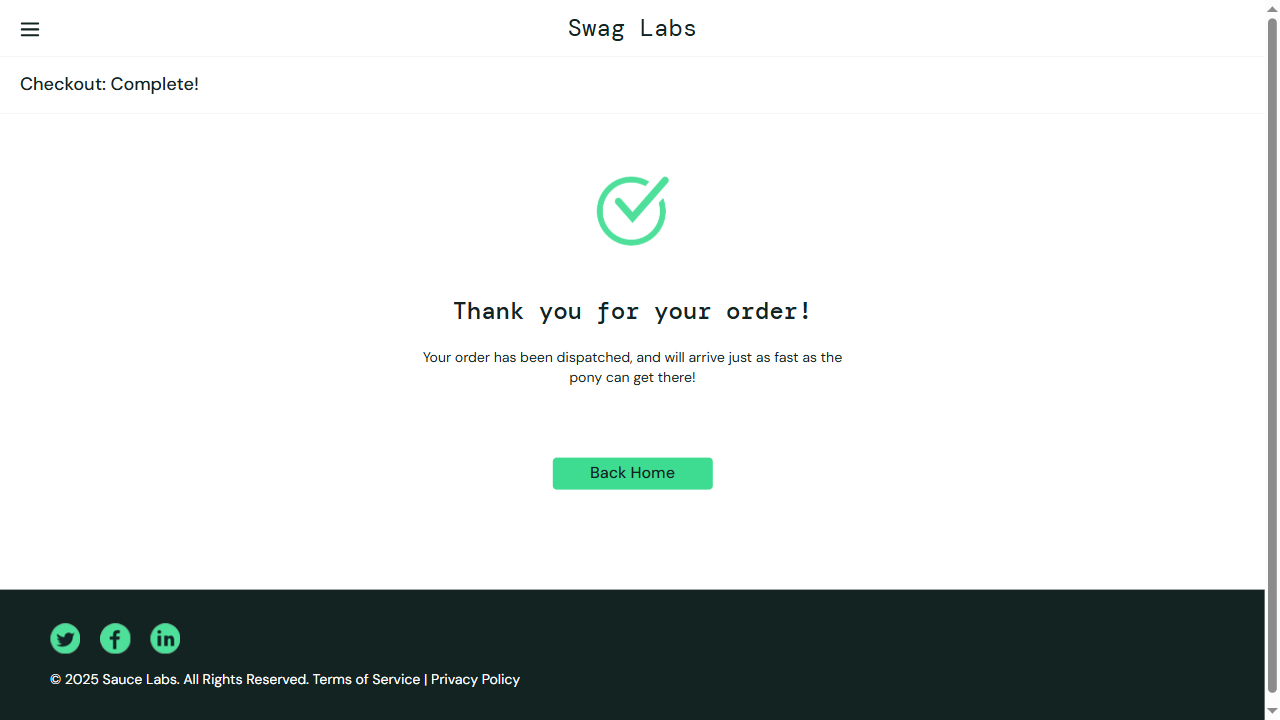 Swag Labs
Checkout: Complete!
Thank you for your order!
Your order has been dispatched, and will arrive just as fast as the
pony can get there!
Back Home
© 2025 Sauce Labs. All Rights Reserved. Terms of Service | Privacy Policy